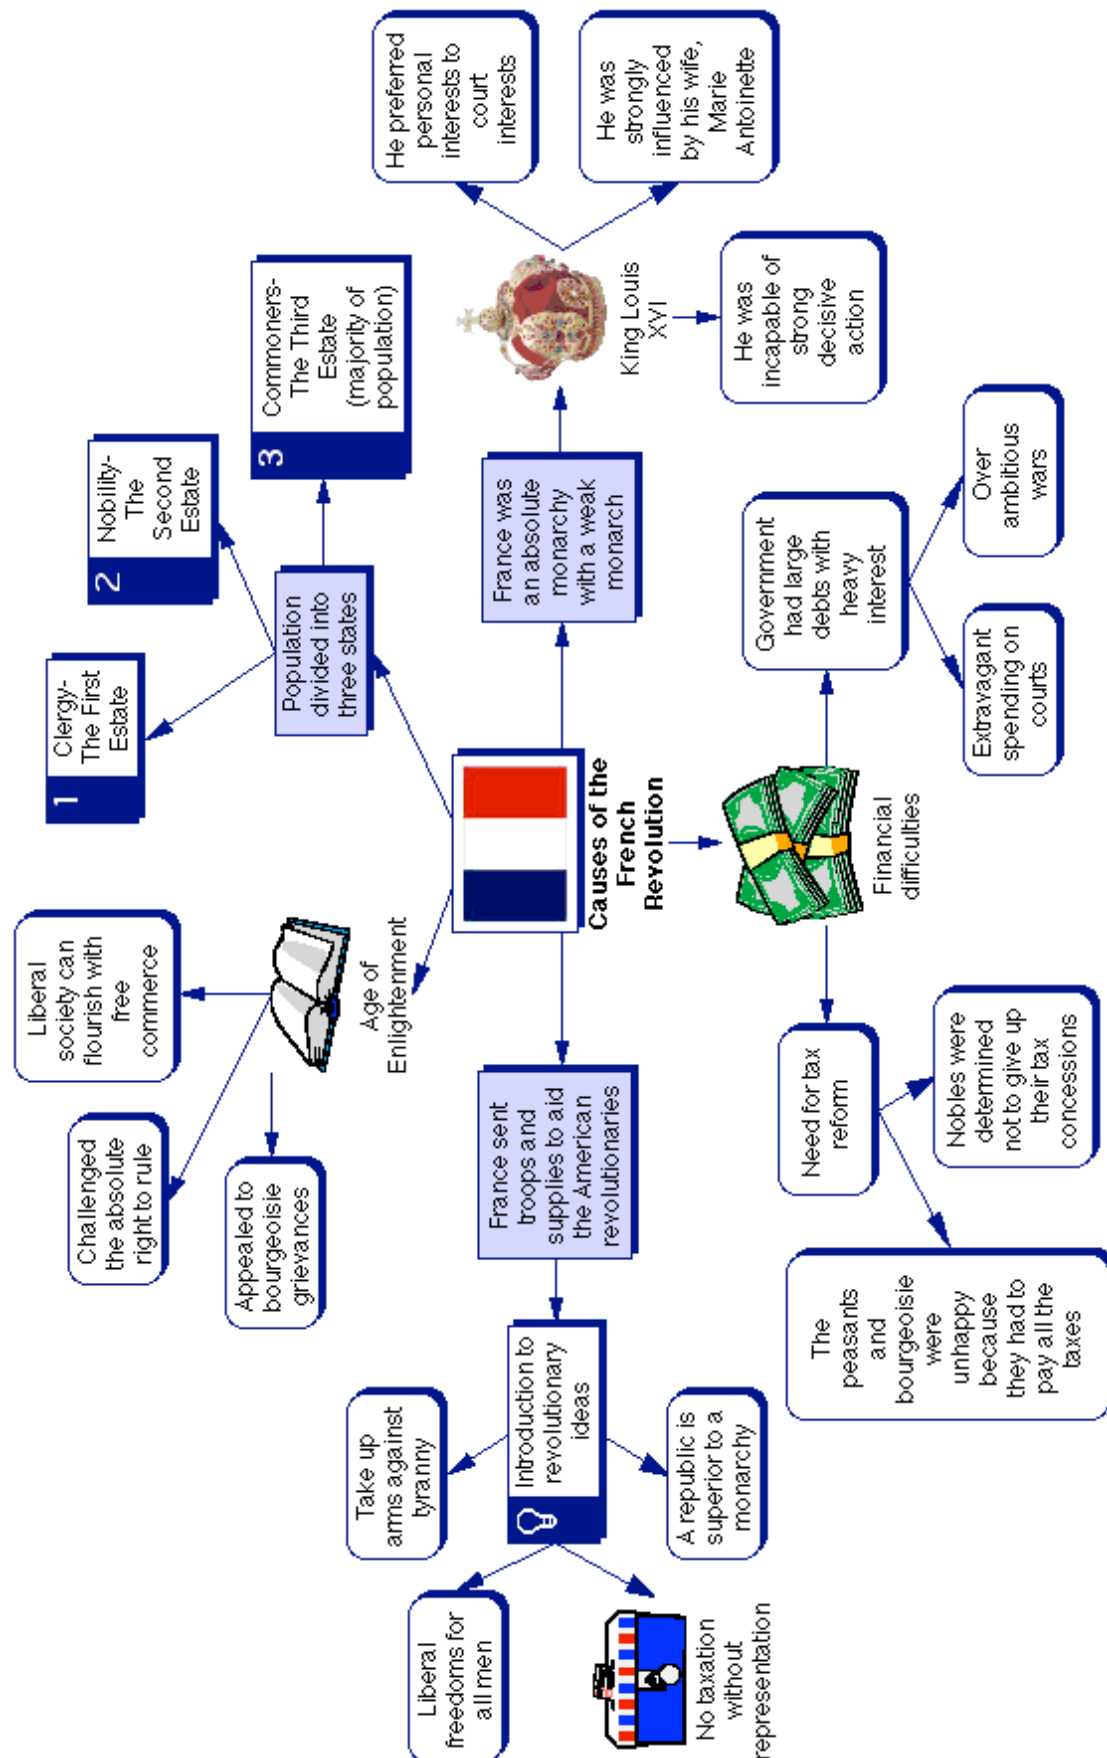 Liberal
society can
flourish with
free
commerce
Challenged
the absolute
right to rule
Appealed to
bourgeoisie
grievances
Age of
Enlightenment
1
Clergy-
The First
Estate
2
Nobility-
The
Second
Estate
3
Commoners-
The Third
Estate
(majority of
population)
Population
divided into
three states
Causes of the
French
Revolution
France was
an absolute
monarchy
with a weak
monarch
King Louis
XVI
He preferred
personal
interests to
court
interests
He was
strongly
influenced
by his wife,
Marie
Antoinette
He was
incapable of
strong
decisive
action
France sent
troops and
supplies to aid
the American
revolutionaries
Introduction to
revolutionary
ideas
Take up
arms against
tyranny
Liberal
freedoms for
all men
No taxation
without
representation
A republic is
superior to a
monarchy
Financial
difficulties
Need for tax
reform
The
peasants
and
bourgeoisie
were
unhappy
because
they had to
pay all the
taxes
Nobles were
determined
not to give up
their tax
concessions
Government
had large
debts with
heavy
interest
Extravagant
spending on
courts
Over
ambitious
wars